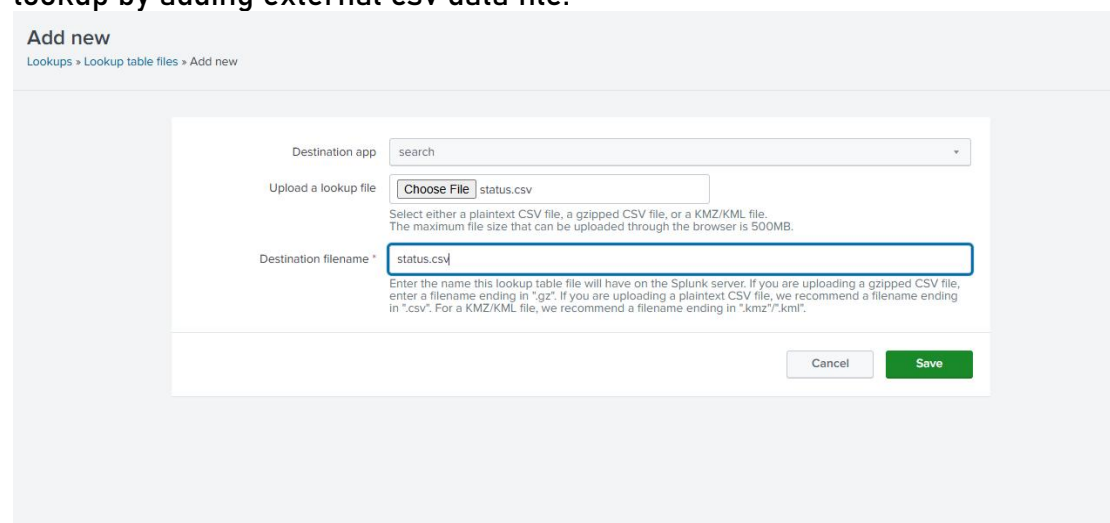 lookup by adding external csv data file.
Add new
Lookups » Lookup table files » Add new
Destination app
search
Upload a lookup file
Choose File status.csv
Select either a plaintext CSV file, a gzipped CSV file, or a KMZ/KML file.
The maximum file size that can be uploaded through the browser is 500MB.
Destination filename *
status.csv
Enter the name this lookup table file will have on the Splunk server. If you are uploading a gzipped CSV file,
enter a filename ending in ".gz". If you are uploading a plaintext CSV file, we recommend a filename ending
in ".csv". For a KMZ/KML file, we recommend a filename ending in ".kmz"/".kml".
Cancel
Save